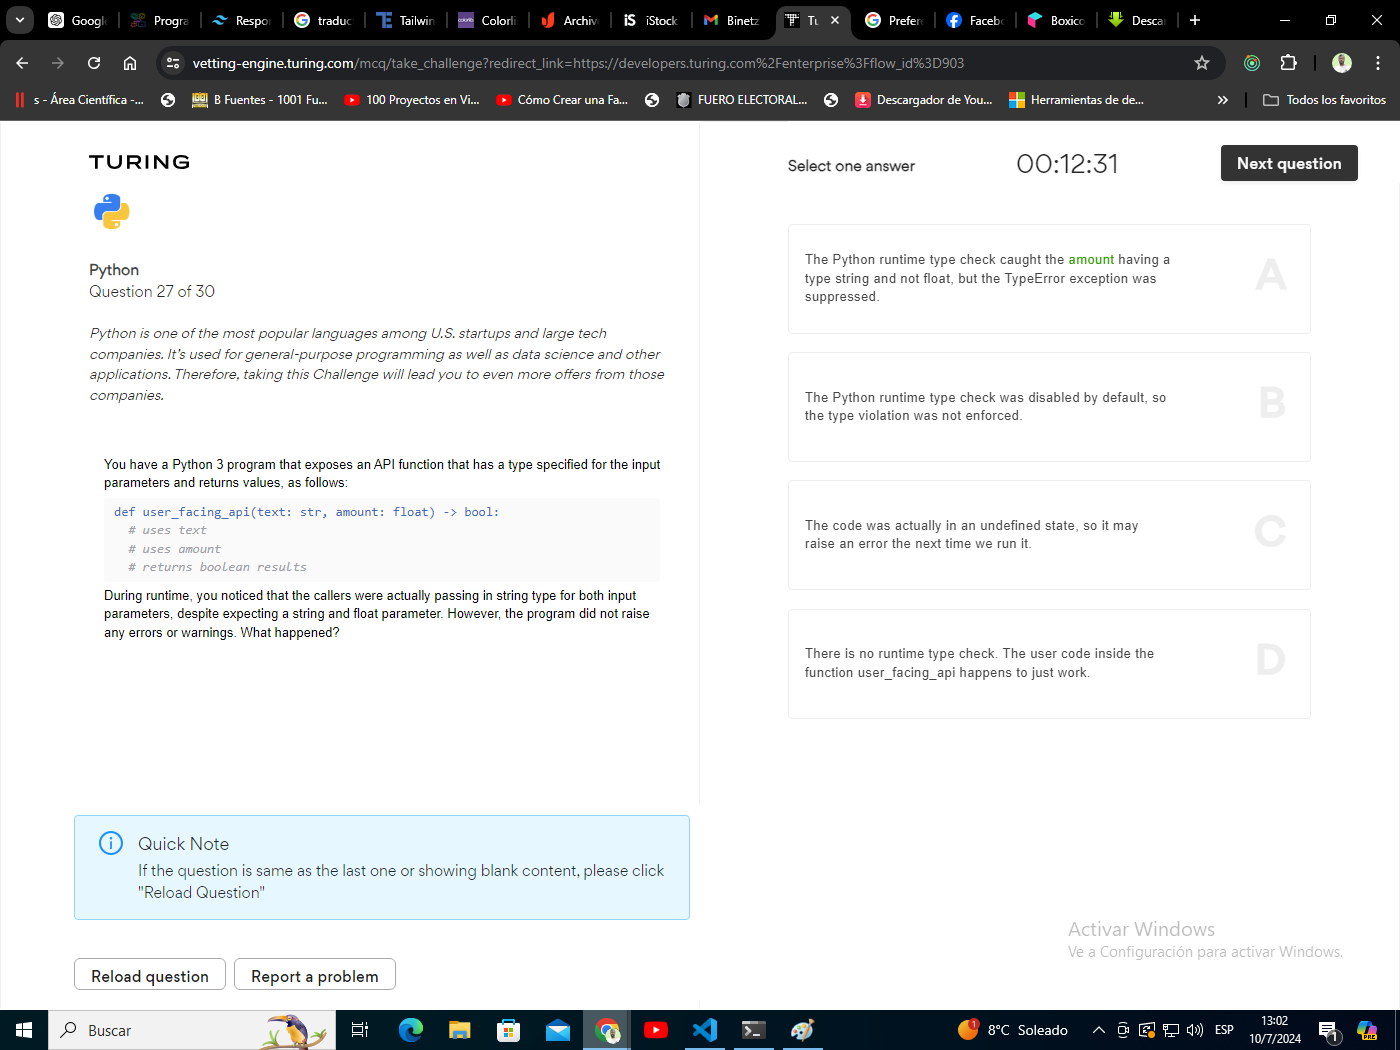 Google
Progra
Respon
traduc
Tailwin
Colorli
Archiv
iStock
Binetz
Tu
Prefer
Facebo
Boxico
Desca
vetting-engine.turing.com/mcq/take_challenge?redirect_link=https://developers.turing.com%2Fenterprise%3Fflow_id%3D903
s - Área Científica -...
B Fuentes - 1001 Fu...
100 Proyectos en Vi...
Cómo Crear una Fa...
FUERO ELECTORAL...
Descargador de You...
Herramientas de de...
Todos los favoritos
TURING
Python
Question 27 of 30
Python is one of the most popular languages among U.S. startups and large tech
companies. It's used for general-purpose programming as well as data science and other
applications. Therefore, taking this Challenge will lead you to even more offers from those
companies.
You have a Python 3 program that exposes an API function that has a type specified for the input
parameters and returns values, as follows:
def user_facing_api(text: str, amount: float) -> bool:
# uses text
# uses amount
# returns boolean results
During runtime, you noticed that the callers were actually passing in string type for both input
parameters, despite expecting a string and float parameter. However, the program did not raise
any errors or warnings. What happened?
Quick Note
If the question is same as the last one or showing blank content, please click
"Reload Question"
Reload question
Report a problem
Select one answer
00:12:31
Next question
The Python runtime type check caught the amount having a
type string and not float, but the TypeError exception was
suppressed.
A
The Python runtime type check was disabled by default, so
the type violation was not enforced.
B
The code was actually in an undefined state, so it may
raise an error the next time we run it.
C
There is no runtime type check. The user code inside the
function user_facing_api happens to just work.
D
Activar Windows
Ve a Configuración para activar Windows.
Buscar
1
8°C Soleado
ESP
13:02
10/7/2024
1
PRE